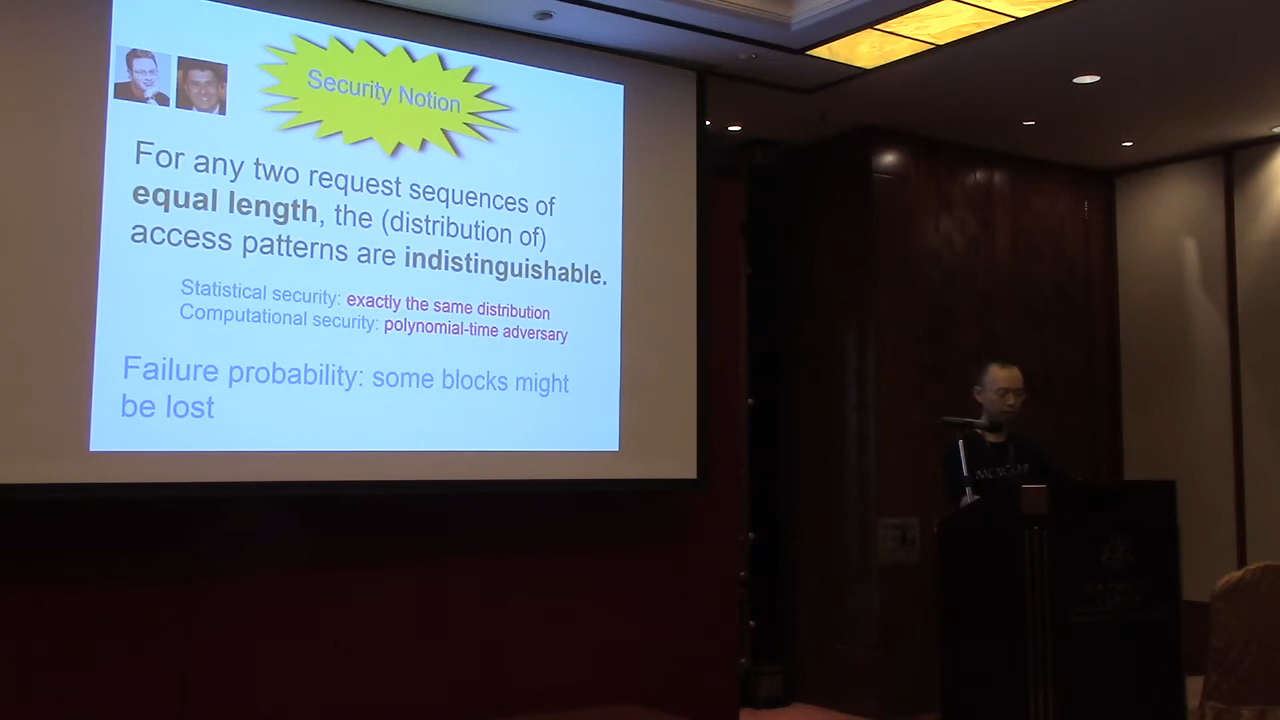 Security Notion
For any two request sequences of
equal length, the (distribution of)
access patterns are indistinguishable.
Statistical security: exactly the same distribution
Computational security: polynomial-time adversary
Failure probability: some blocks might
be lost